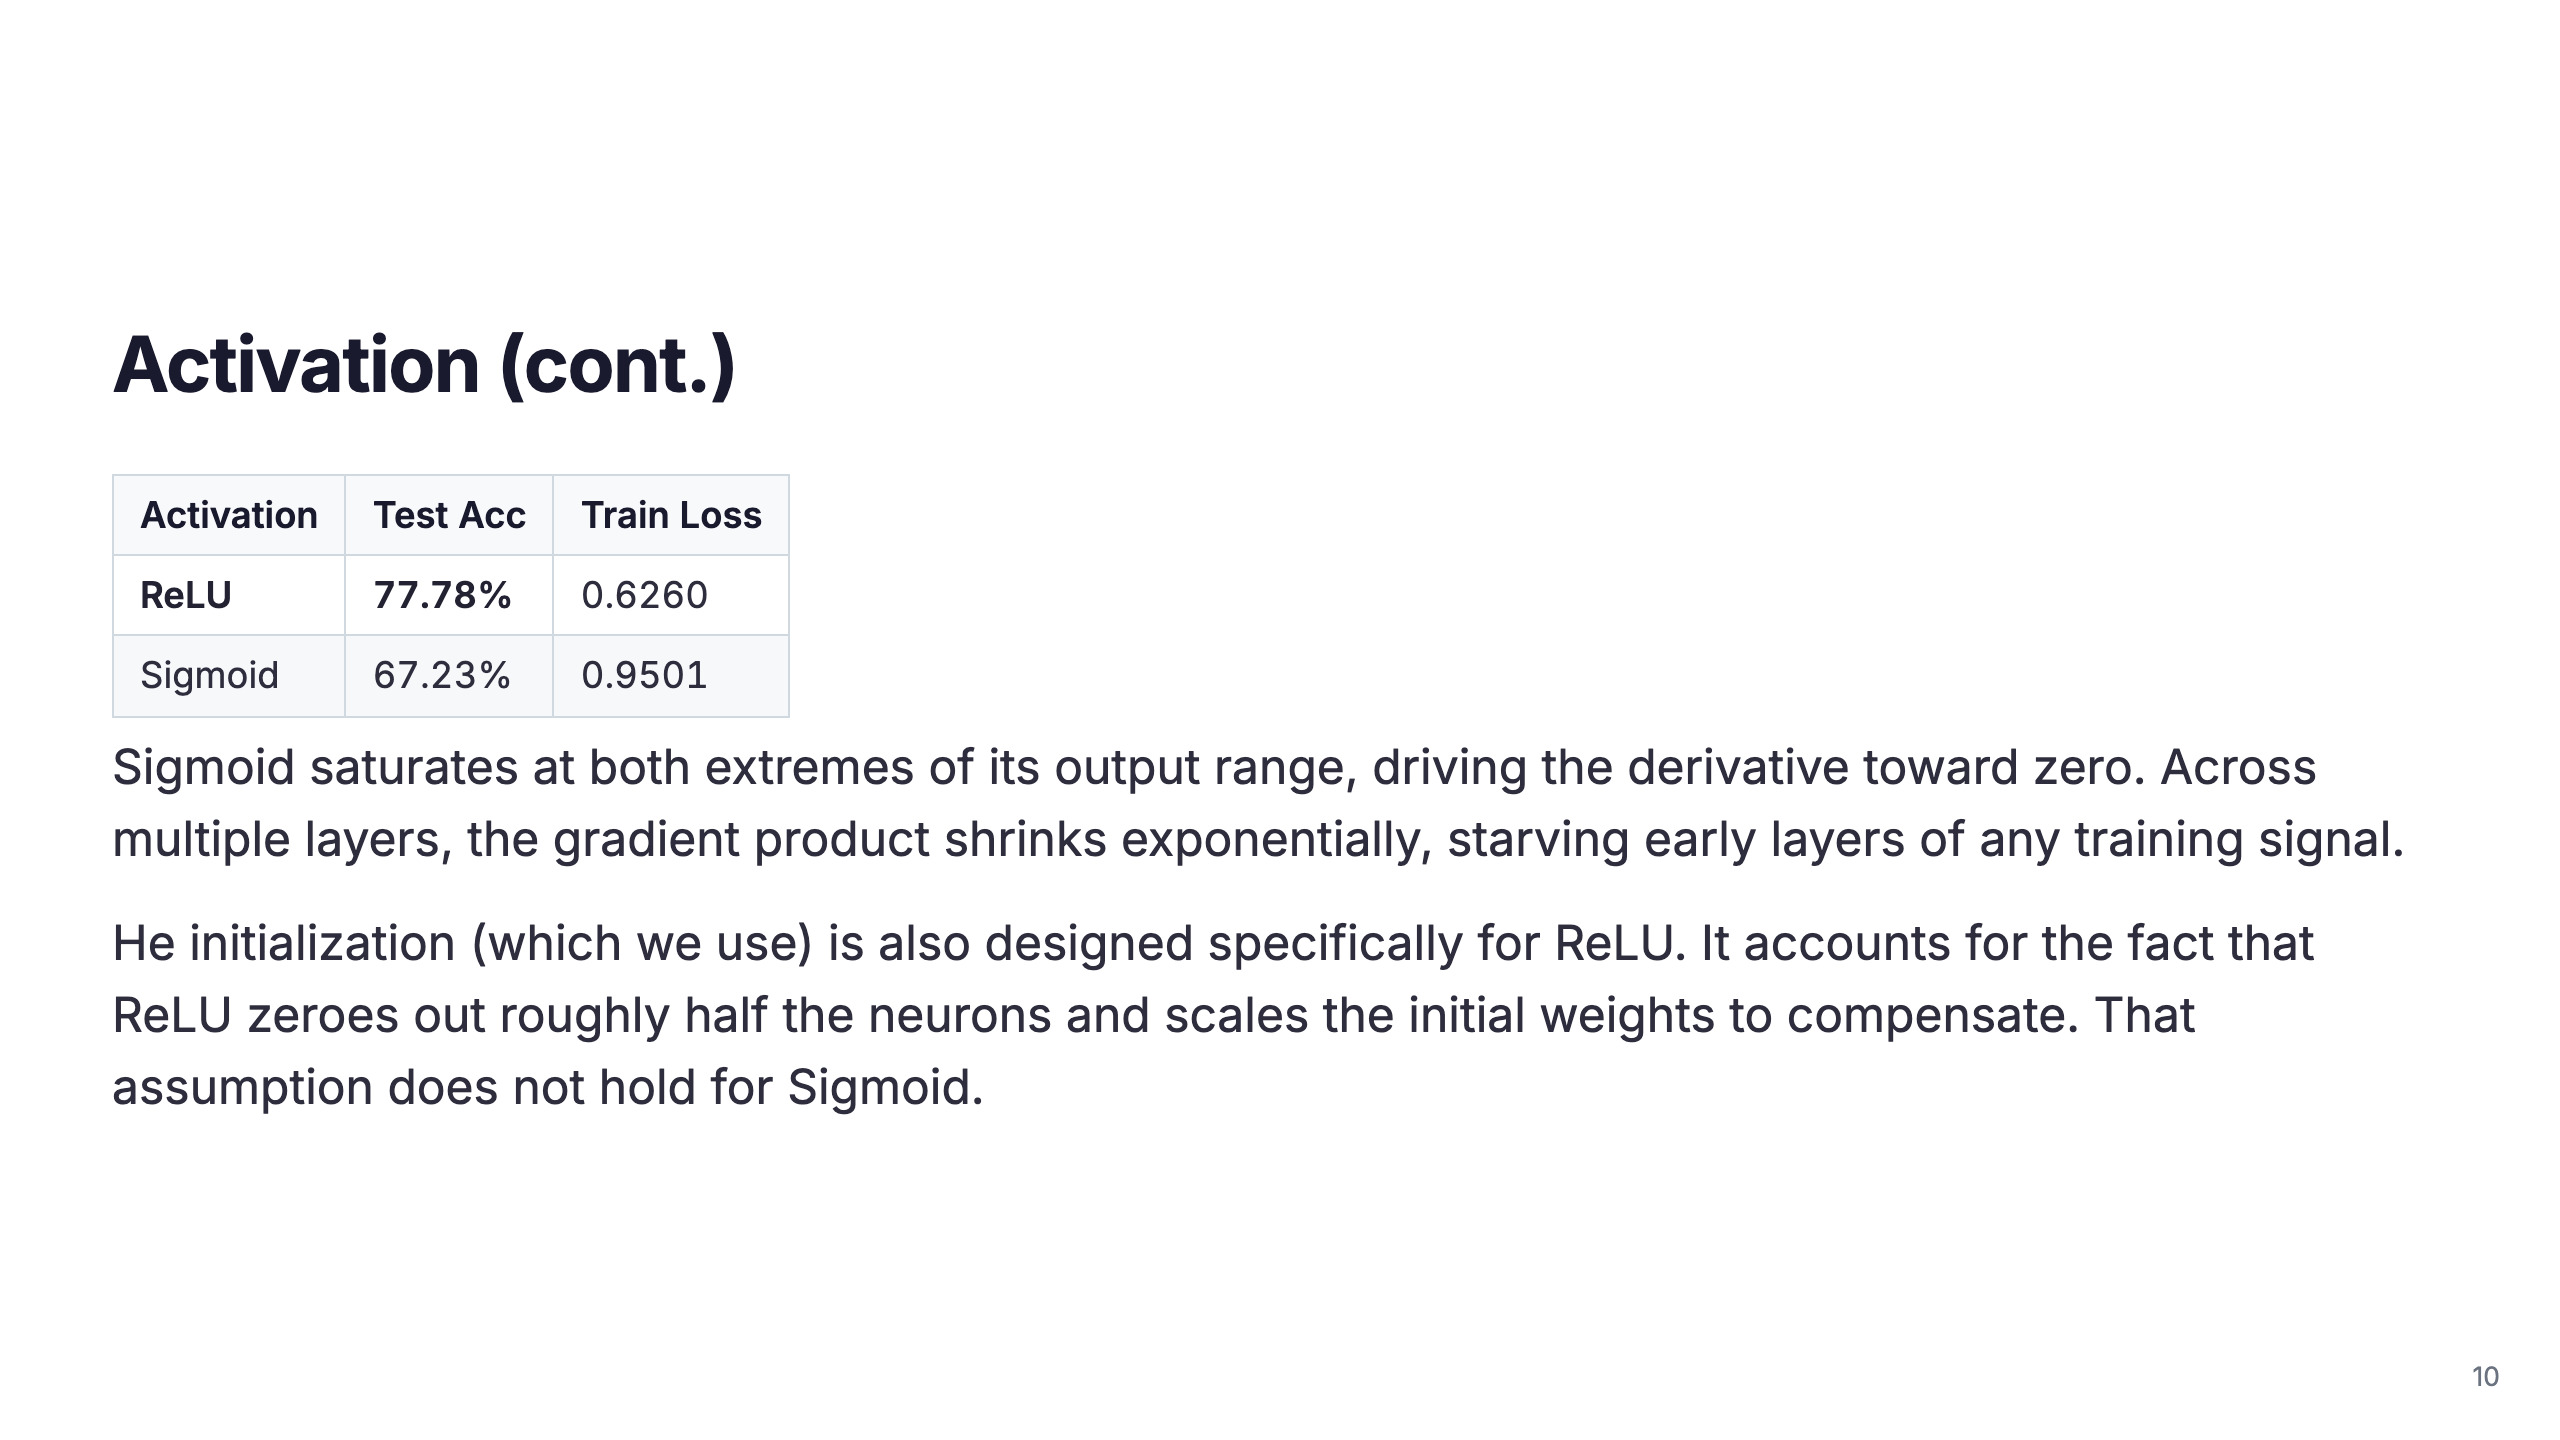 Activation (cont.)
Activation Test Acc Train Loss
ReLU 77.78% 0.6260
Sigmoid 67.23% 0.9501
Sigmoid saturates at both extremes of its output range, driving the derivative toward zero. Across
multiple layers, the gradient product shrinks exponentially, starving early layers of any training signal.
He initialization (which we use) is also designed specifically for ReLU. It accounts for the fact that
ReLU zeroes out roughly half the neurons and scales the initial weights to compensate. That
assumption does not hold for Sigmoid.
10